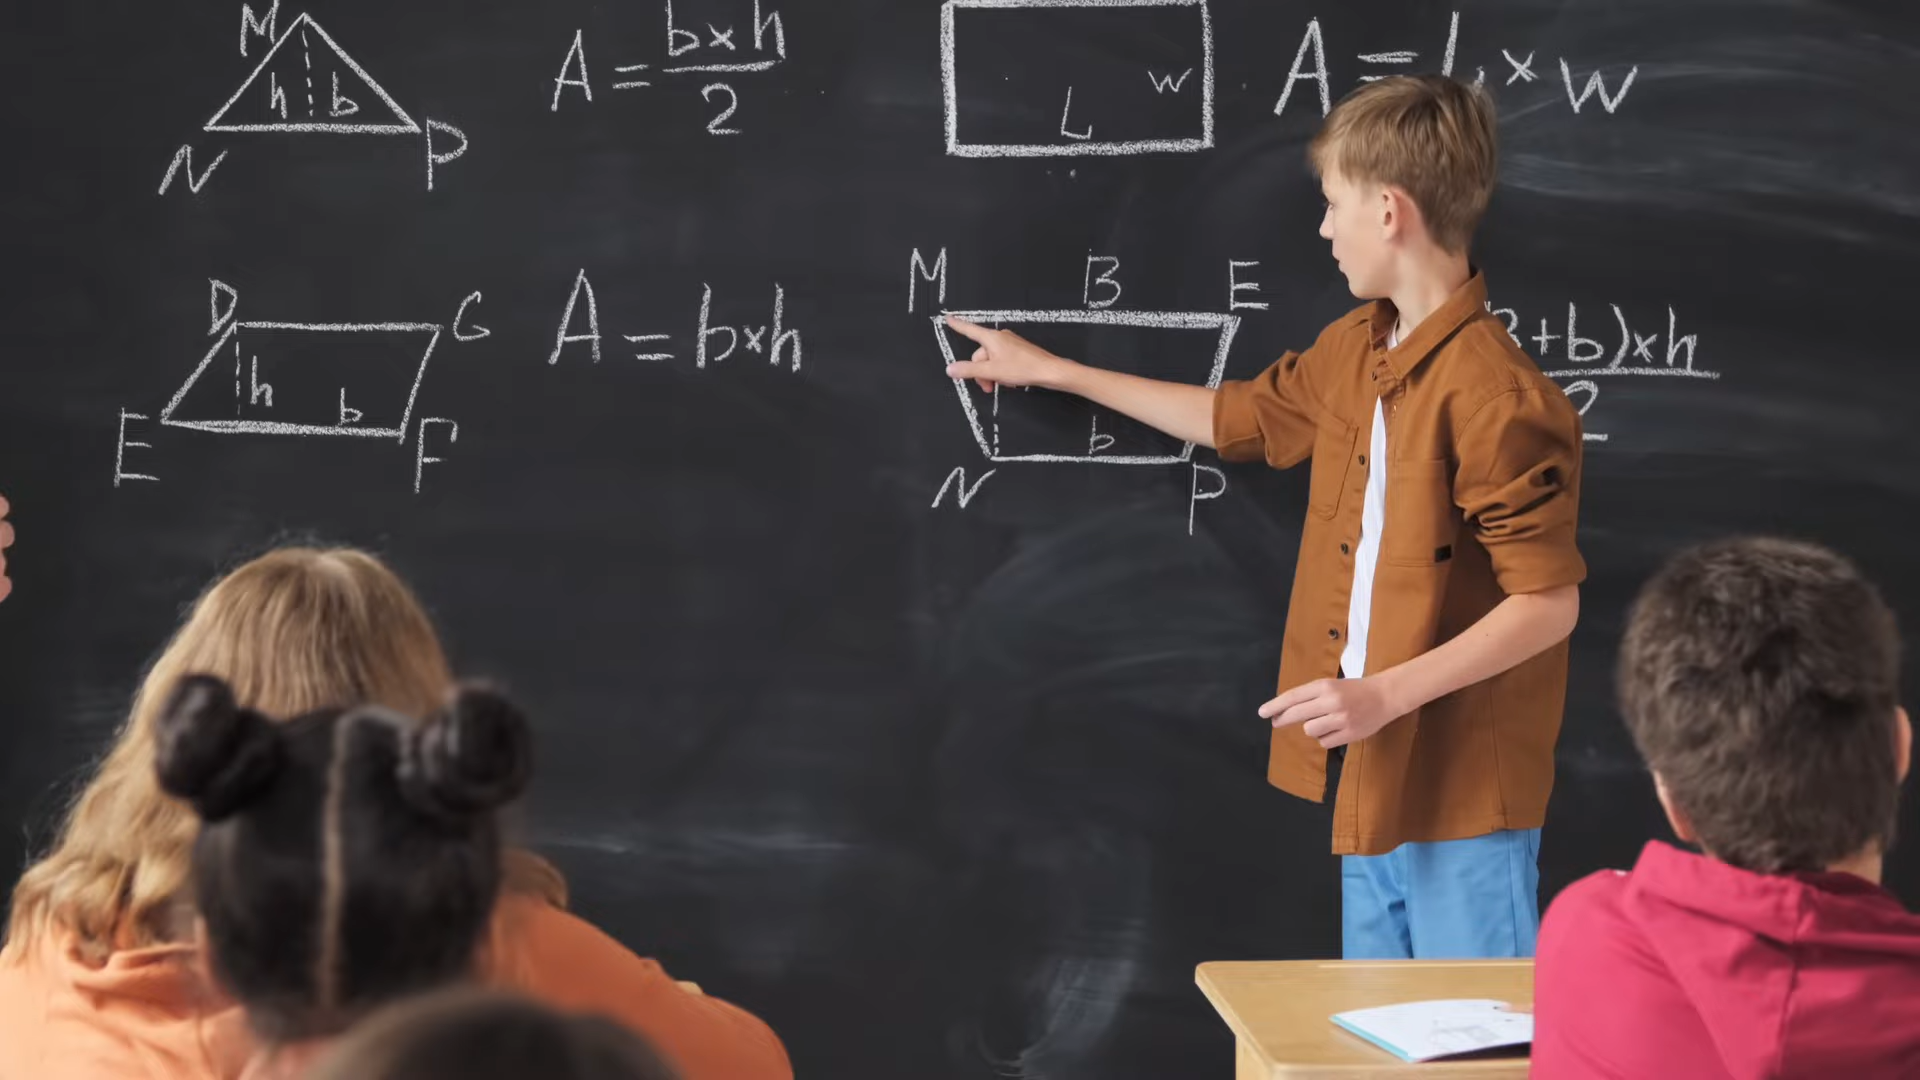 M
h b
N P
A = b×h
2
L w
A = L × w
D G
h b
E F
A = b×h
M B E
b
N P
+b)×h
2